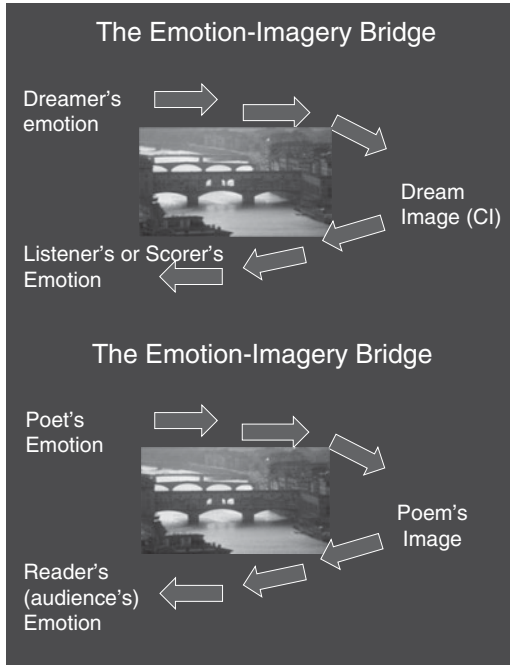 The Emotion-Imagery Bridge
Dreamer's
emotion
Dream
Image (CI)
Listener's or Scorer's
Emotion
The Emotion-Imagery Bridge
Poet's
Emotion
Poem's
Image
Reader's
(audience's)
Emotion